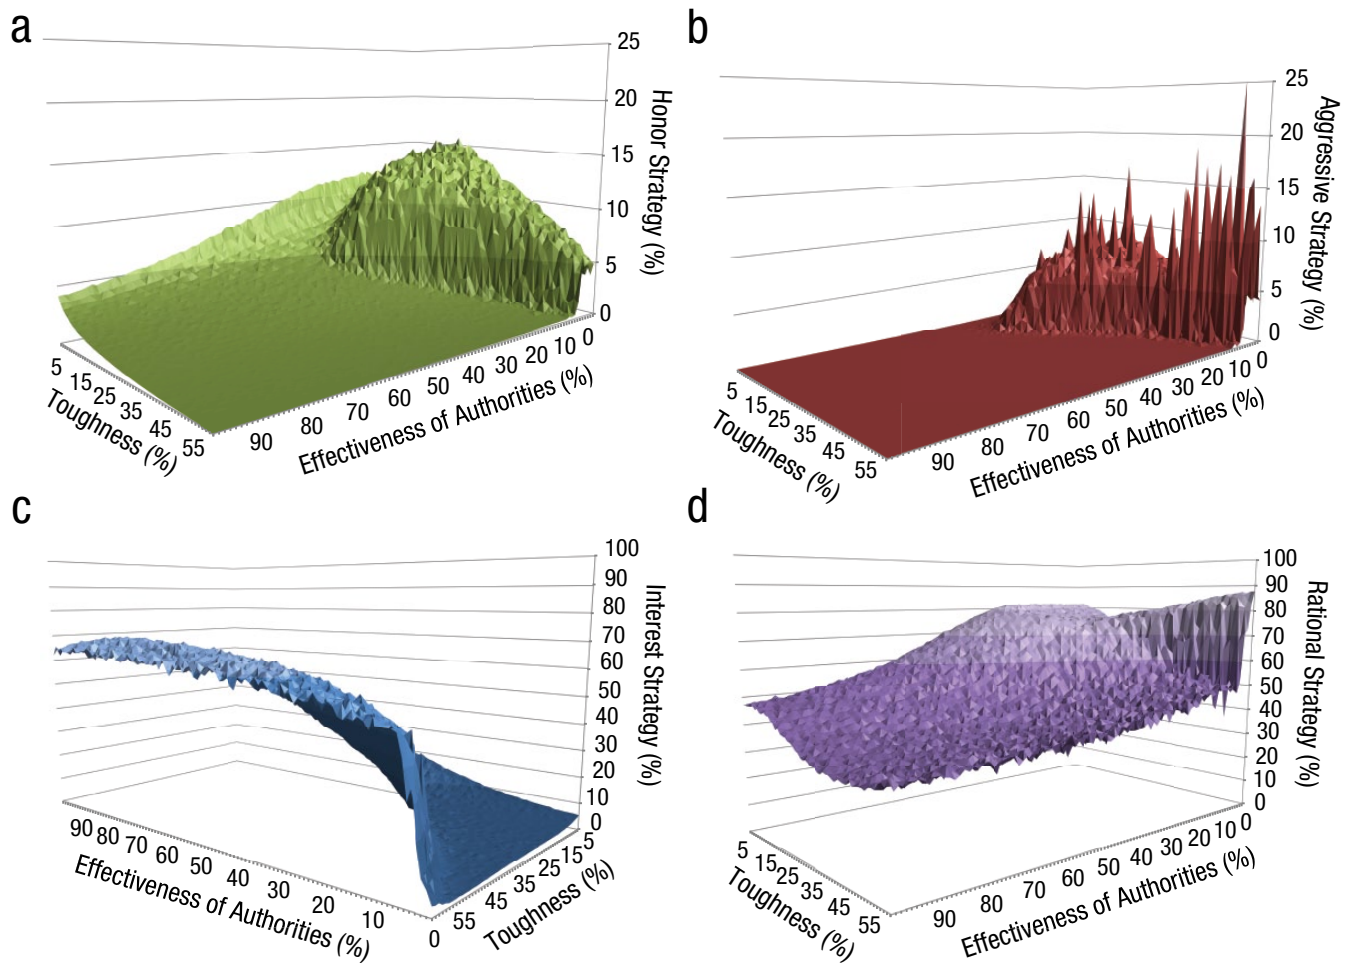 a
25
20
15
10
5
0
Honor Strategy (%)
5 15 25 35 45 55
Toughness (%)
90 80 70 60 50 40 30 20 10 0
Effectiveness of Authorities (%)
b
25
20
15
10
5
0
Aggressive Strategy (%)
5 15 25 35 45 55
Toughness (%)
90 80 70 60 50 40 30 20 10 0
Effectiveness of Authorities (%)
c
100
90
80
70
60
50
40
30
20
10
0
Interest Strategy (%)
90 80 70 60 50 40 30 20 10 0
Effectiveness of Authorities (%)
55 45 35 25 15 5
Toughness (%)
d
100
90
80
70
60
50
40
30
20
10
0
Rational Strategy (%)
5 15 25 35 45 55
Toughness (%)
90 80 70 60 50 40 30 20 10 0
Effectiveness of Authorities (%)